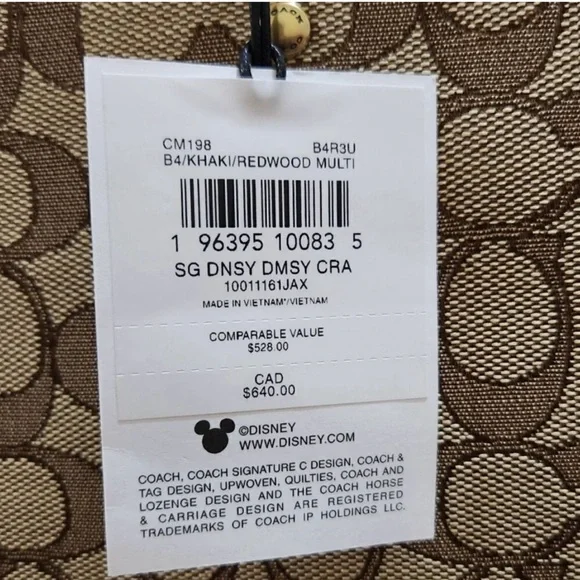 COACH
CM198 B4R3U
B4/KHAKI/REDWOOD MULTI
1 96395 10083 5
SG DNSY DMSY CRA
10011161JAX
MADE IN VIETNAM*/VIETNAM
COMPARABLE VALUE
$528.00
CAD
$640.00
©DISNEY
WWW.DISNEY.COM
COACH, COACH SIGNATURE C DESIGN, COACH &
TAG DESIGN, UPWOVEN, QUILTIES, COACH AND
LOZENGE DESIGN AND THE COACH HORSE
& CARRIAGE DESIGN ARE REGISTERED
TRADEMARKS OF COACH IP HOLDINGS LLC.